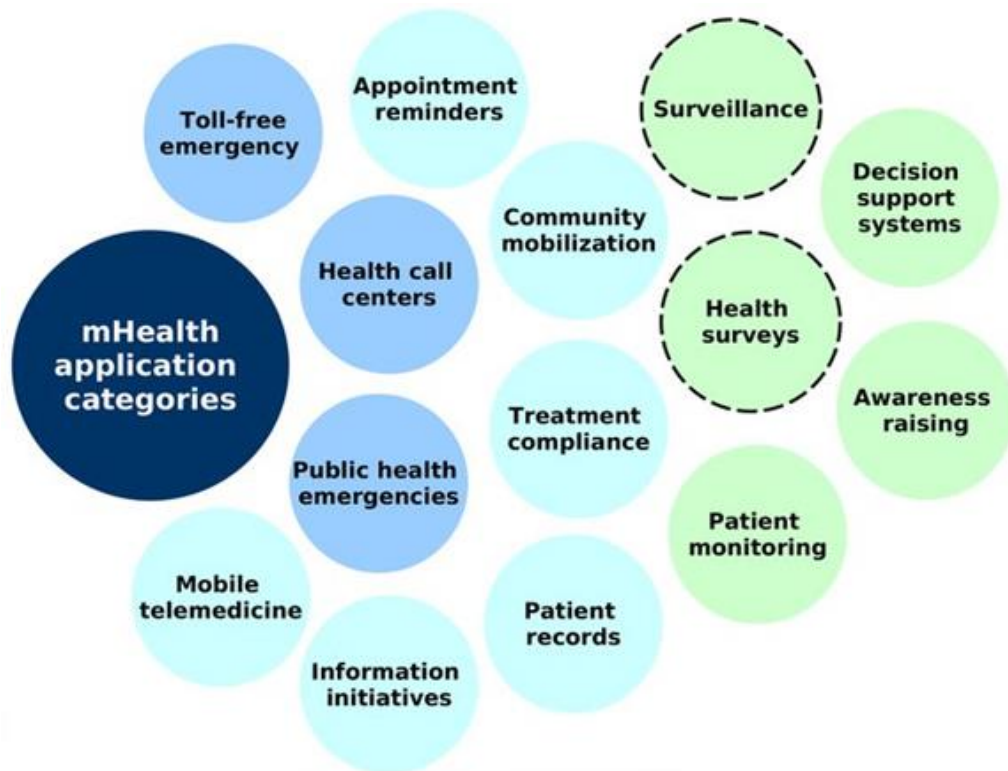 Toll-free
emergency
Appointment
reminders
Surveillance
Decision
support
systems
Community
mobilization
Health call
centers
Health
surveys
mHealth
application
categories
Awareness
raising
Treatment
compliance
Public health
emergencies
Patient
monitoring
Mobile
telemedicine
Patient
records
Information
initiatives